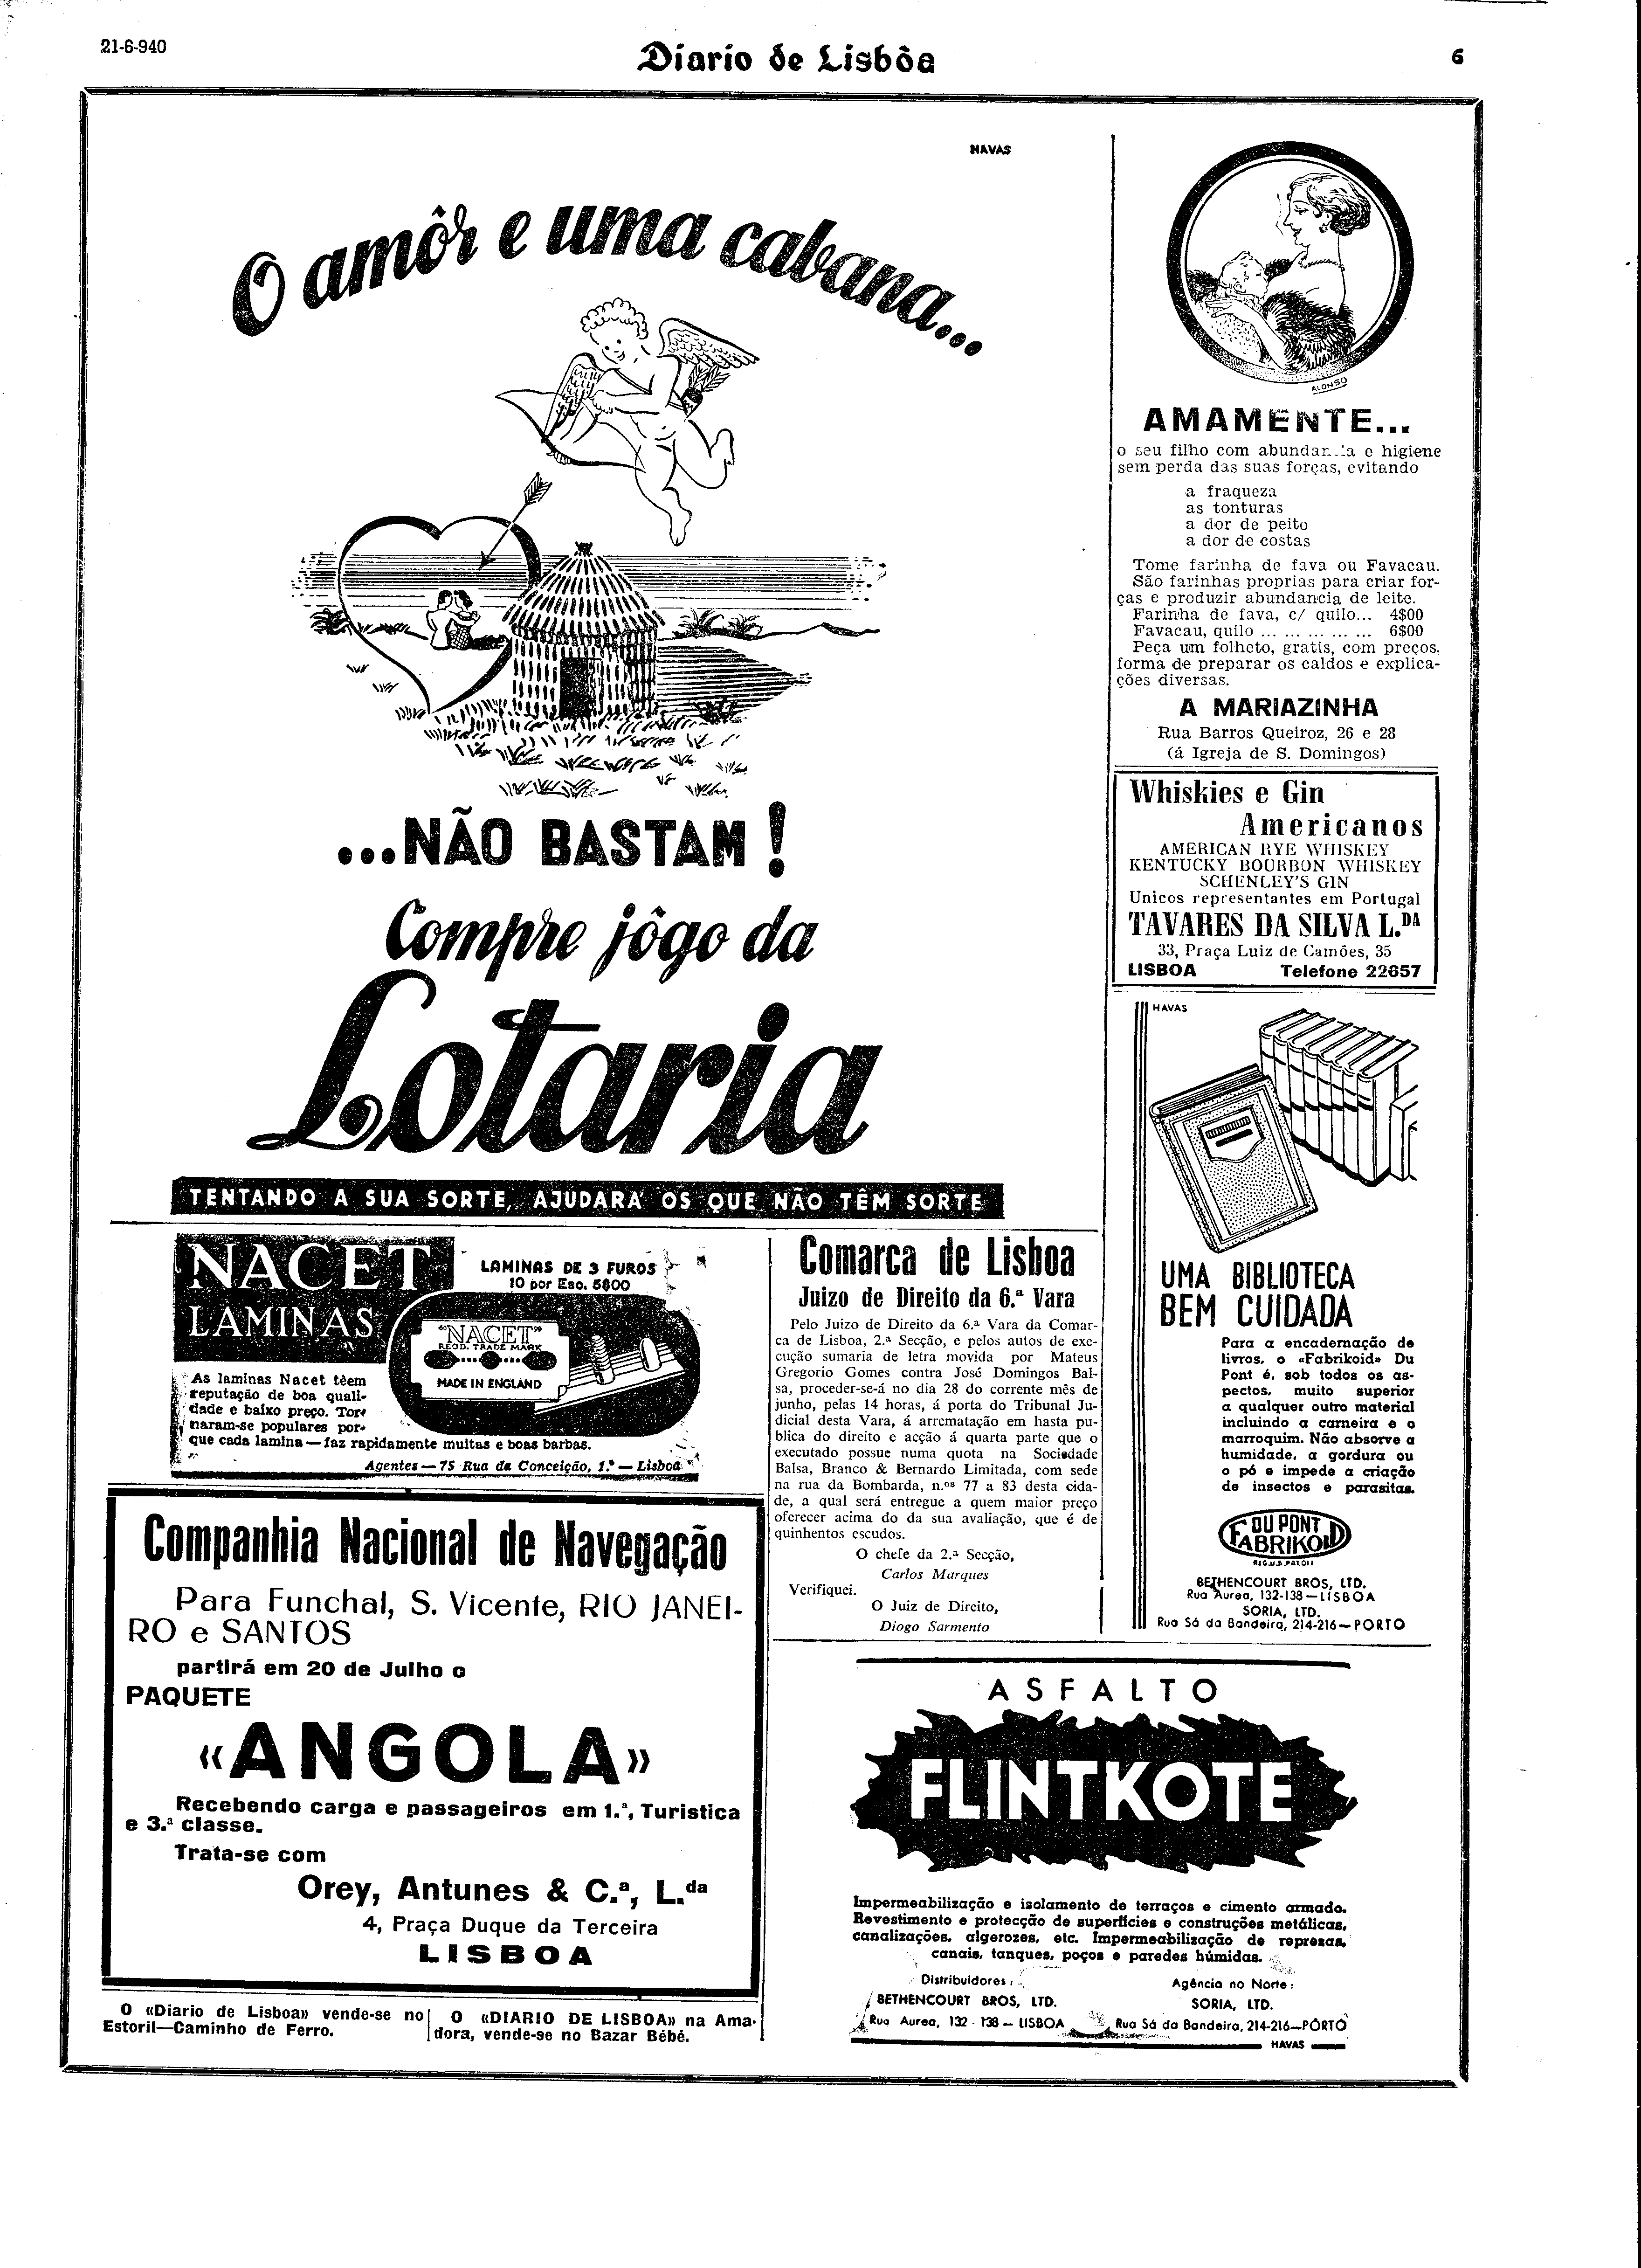 21-6-940
Diario de Lisbôa
6
HAVAS
O amôr e uma cabana...
...NÃO BASTAM!
Compre jôgo da
Lotaria
TENTANDO A SUA SORTE, AJUDARÁ OS QUE NÃO TÊM SORTE
ALONSO
AMAMENTE...
o seu filho com abundancia e higiene
sem perda das suas forças, evitando
a fraqueza
as tonturas
a dor de peito
a dor de costas
Tome farinha de fava ou Favacau.
São farinhas proprias para criar for-
ças e produzir abundancia de leite.
Farinha de fava, c/ quilo... 4$00
Favacau, quilo ... ... ... ... ... 6$00
Peça um folheto, gratis, com preços,
forma de preparar os caldos e explica-
ções diversas.
A MARIAZINHA
Rua Barros Queiroz, 26 e 28
(á Igreja de S. Domingos)
Whiskies e Gin
Americanos
AMERICAN RYE WHISKEY
KENTUCKY BOURBON WHISKEY
SCHENLEY'S GIN
Unicos representantes em Portugal
TAVARES DA SILVA L.DA
33, Praça Luiz de Camões, 35
LISBOA Telefone 22657
HAVAS
UMA BIBLIOTECA
BEM CUIDADA
Para a encadernação de
livros, o «Fabrikoid» Du
Pont é, sob todos os as-
pectos, muito superior
a qualquer outro material
incluindo a carneira e o
marroquim. Não absorve a
humidade, a gordura ou
o pó e impede a criação
de insectos e parasitas.
DU PONT
FABRIKOID
REG. U.S. PAT. OFF.
BETHENCOURT BROS, LTD.
Rua Aurea, 132-138—LISBOA
SORIA, LTD.
Rua Sá da Bandeira, 214-216—PORTO
NACET
LAMINAS
LAMINAS DE 3 FUROS
10 por Esc. 5$00
"NACET"
REGD. TRADE MARK
MADE IN ENGLAND
As laminas Nacet têem
reputação de boa quali-
dade e baixo preço. Tor-
naram-se populares por-
que cada lamina—faz rapidamente muitas e boas barbas.
Agentes—75 Rua da Conceição, 1.º—Lisboa
Comarca de Lisboa
Juizo de Direito da 6.ª Vara
Pelo Juizo de Direito da 6.ª Vara da Comar-
ca de Lisboa, 2.ª Secção, e pelos autos de exe-
cução sumaria de letra movida por Mateus
Gregorio Gomes contra José Domingos Bal-
sa, proceder-se-á no dia 28 do corrente mês de
junho, pelas 14 horas, á porta do Tribunal Ju-
dicial desta Vara, á arrematação em hasta pu-
blica do direito e acção á quarta parte que o
executado possue numa quota na Sociedade
Balsa, Branco & Bernardo Limitada, com sede
na rua da Bombarda, n.os 77 a 83 desta cida-
de, a qual será entregue a quem maior preço
oferecer acima do da sua avaliação, que é de
quinhentos escudos.
O chefe da 2.ª Secção,
Carlos Marques
Verifiquei.
O Juiz de Direito,
Diogo Sarmento
Companhia Nacional de Navegação
Para Funchal, S. Vicente, RIO JANEI-
RO e SANTOS
partirá em 20 de Julho o
PAQUETE
«ANGOLA»
Recebendo carga e passageiros em 1.ª, Turistica
e 3.ª classe.
Trata-se com
Orey, Antunes & C.ª, L.da
4, Praça Duque da Terceira
LISBOA
O «Diario de Lisboa» vende-se no
Estoril—Caminho de Ferro.
O «DIARIO DE LISBOA» na Ama-
dora, vende-se no Bazar Bébé.
ASFALTO
FLINTKOTE
Impermeabilização e isolamento de terraços e cimento armado.
Revestimento e protecção de superfícies e construções metálicas,
canalizações, algerozes, etc. Impermeabilização de represas,
canais, tanques, poços e paredes húmidas.
Distribuidores:
BETHENCOURT BROS, LTD.
Rua Aurea, 132-138—LISBOA
Agência no Norte:
SORIA, LTD.
Rua Sá da Bandeira, 214-216—PÔRTO
HAVAS